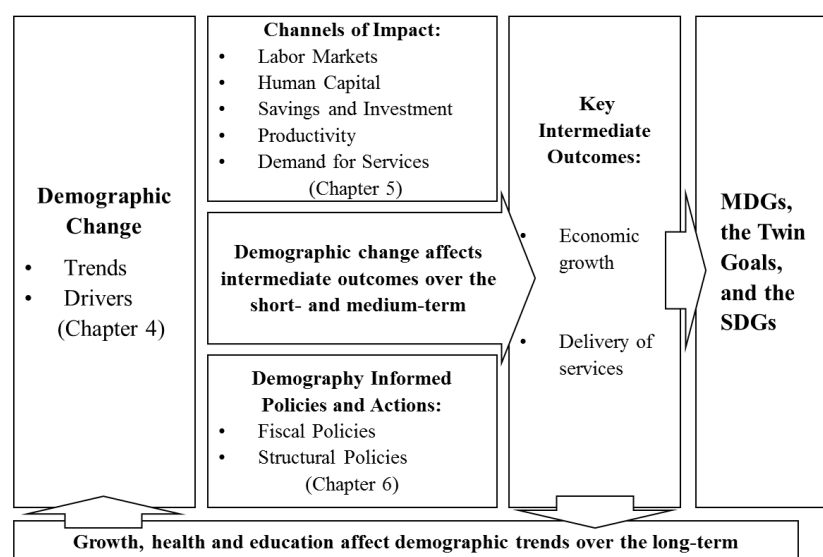 Demographic
Change
• Trends
• Drivers
(Chapter 4)
Channels of Impact:
• Labor Markets
• Human Capital
• Savings and Investment
• Productivity
• Demand for Services
(Chapter 5)
Demographic change affects
intermediate outcomes over the
short- and medium-term
Demography Informed
Policies and Actions:
• Fiscal Policies
• Structural Policies
(Chapter 6)
Key
Intermediate
Outcomes:
• Economic
growth
• Delivery of
services
MDGs,
the Twin
Goals,
and the
SDGs
Growth, health and education affect demographic trends over the long-term